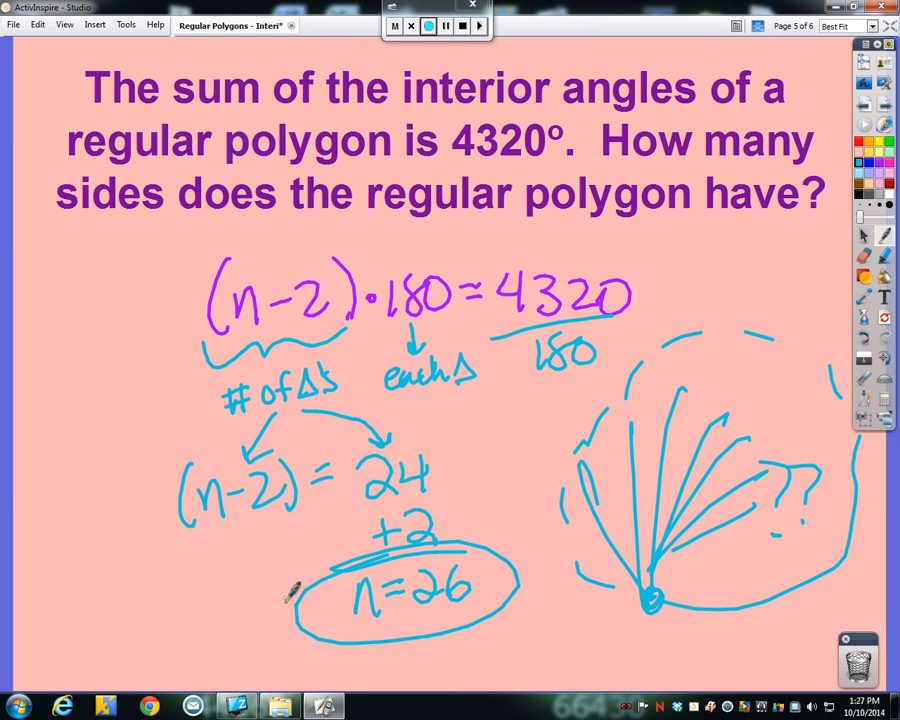 ActivInspire - Studio
File Edit View Insert Tools Help
Regular Polygons - Interi*
Page 5 of 6
Best Fit
The sum of the interior angles of a
regular polygon is 4320°. How many
sides does the regular polygon have?
(n-2)•180=4320
180
# of Δ's
each Δ
(n-2) = 24
+2
n=26
??
1:27 PM
10/10/2014